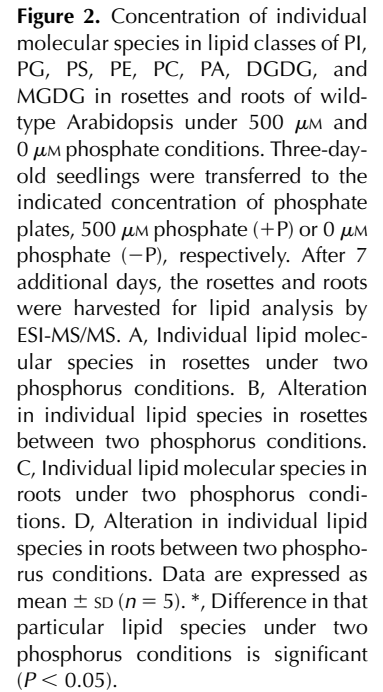 Figure 2. Concentration of individual
molecular species in lipid classes of PI,
PG, PS, PE, PC, PA, DGDG, and
MGDG in rosettes and roots of wild-
type Arabidopsis under 500 μM and
0 μM phosphate conditions. Three-day-
old seedlings were transferred to the
indicated concentration of phosphate
plates, 500 μM phosphate (+P) or 0 μM
phosphate (−P), respectively. After 7
additional days, the rosettes and roots
were harvested for lipid analysis by
ESI-MS/MS. A, Individual lipid molec-
ular species in rosettes under two
phosphorus conditions. B, Alteration
in individual lipid species in rosettes
between two phosphorus conditions.
C, Individual lipid molecular species in
roots under two phosphorus condi-
tions. D, Alteration in individual lipid
species in roots between two phospho-
rus conditions. Data are expressed as
mean ± SD (n = 5). *, Difference in that
particular lipid species under two
phosphorus conditions is significant
(P < 0.05).